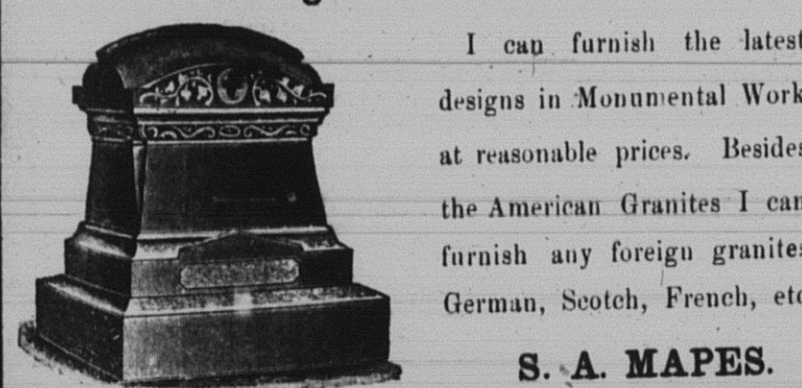 I can furnish the latest
designs in Monumental Work
at reasonable prices. Besides
the American Granites I can
furnish any foreign granites
German, Scotch, French, etc
S. A. MAPES.